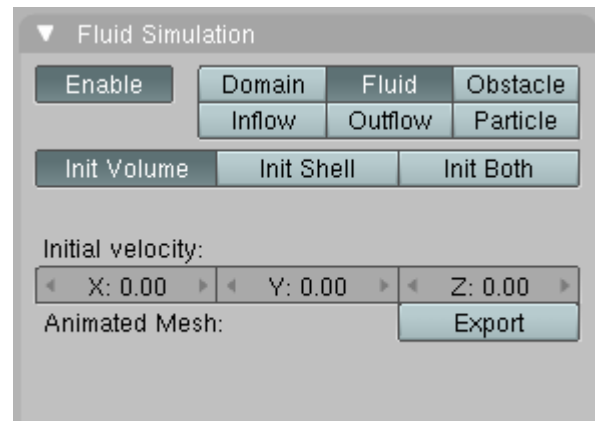 Fluid Simulation
Enable Domain Fluid Obstacle
Inflow Outflow Particle
Init Volume Init Shell Init Both
Initial velocity:
X: 0.00 Y: 0.00 Z: 0.00
Animated Mesh: Export